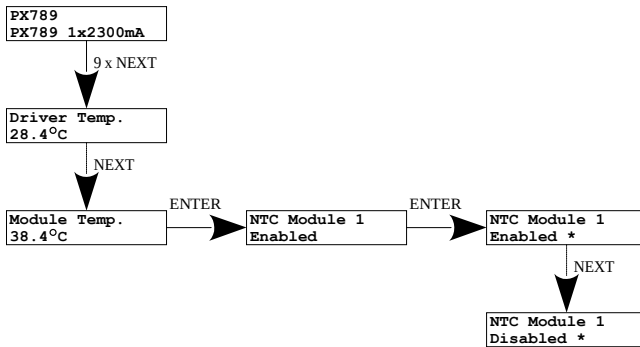 PX789
PX789 1x2300mA
9 x NEXT
Driver Temp.
28.4°C
NEXT
Module Temp.
38.4°C
ENTER
NTC Module 1
Enabled
ENTER
NTC Module 1
Enabled *
NEXT
NTC Module 1
Disabled *